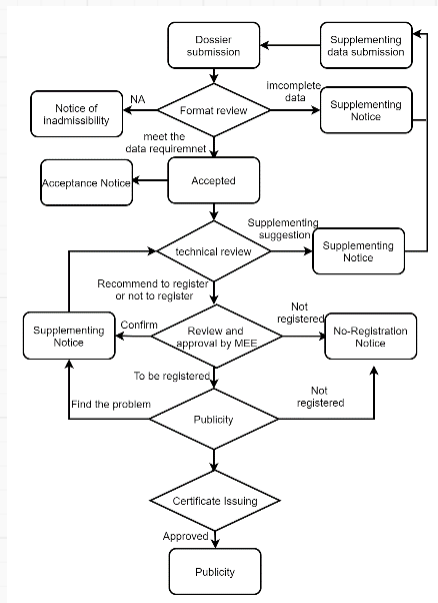 Dossier
submission
Supplementing
data submission
imcomplete
data
NA
Notice of
inadmissibility
Format review
Supplementing
Notice
meet the
data requiremnet
Acceptance Notice
Accepted
Supplementing
suggestion
technical review
Supplementing
Notice
Recommend to register
or not to register
Not
registered
Supplementing
Notice
Confirm
Review and
approval by MEE
No-Registration
Notice
To be registered
Find the problem
Not
registered
Publicity
Certificate Issuing
Approved
Publicity